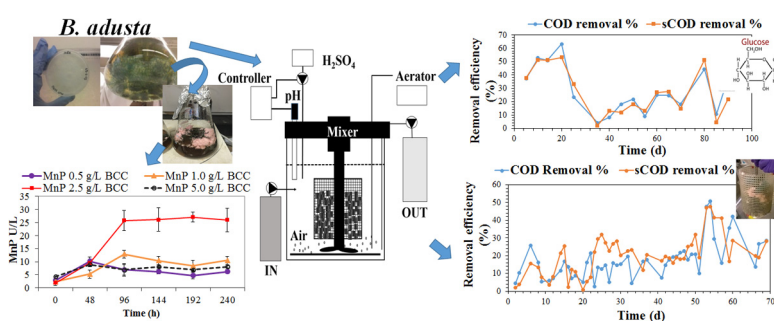 B. adusta
H2SO4
Controller
pH
Aerator
Mixer
Air
IN
OUT
MnP 0.5 g/L BCC
MnP 1.0 g/L BCC
MnP 2.5 g/L BCC
MnP 5.0 g/L BCC
MnP U/L
35
30
25
20
15
10
5
0
0 48 96 144 192 240
Time (h)
COD removal % sCOD removal %
Removal efficiency
(%)
70
60
50
40
30
20
10
0
0 20 40 60 80 100
Time (d)
Glucose
CH2OH
COD Removal % sCOD removal %
Removal efficiency
(%)
60
50
40
30
20
10
0
0 10 20 30 40 50 60 70
Time (d)